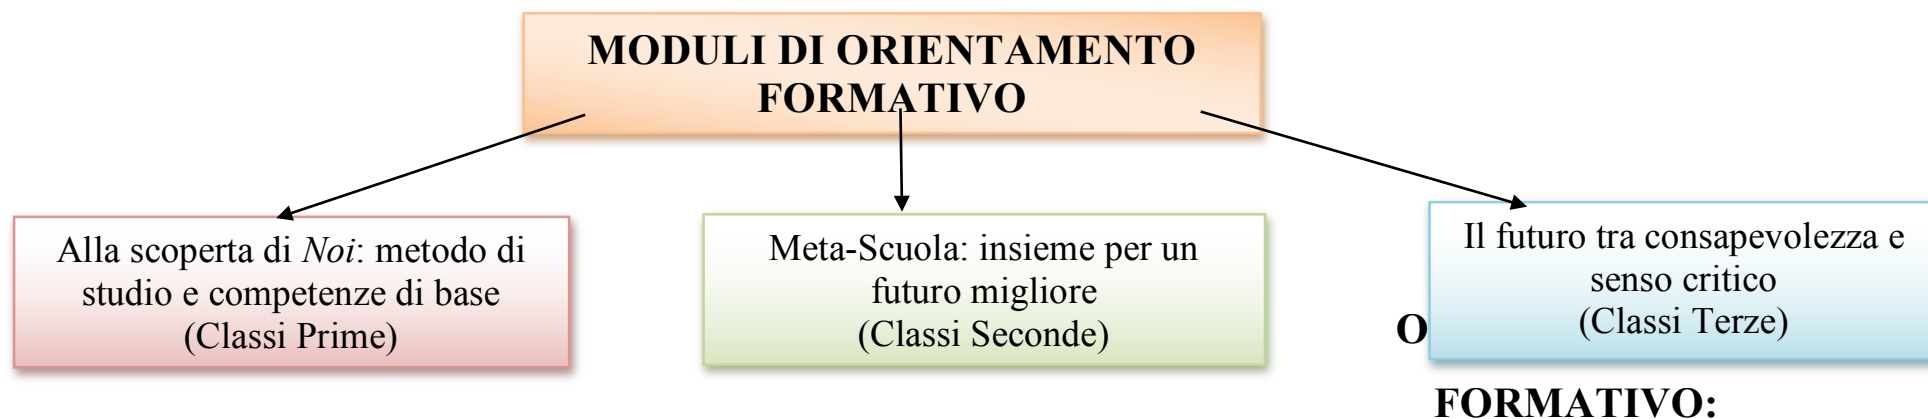 MODULI DI ORIENTAMENTO
FORMATIVO
Alla scoperta di Noi: metodo di
studio e competenze di base
(Classi Prime)
Meta-Scuola: insieme per un
futuro migliore
(Classi Seconde)
Il futuro tra consapevolezza e
senso critico
(Classi Terze)
O
FORMATIVO: